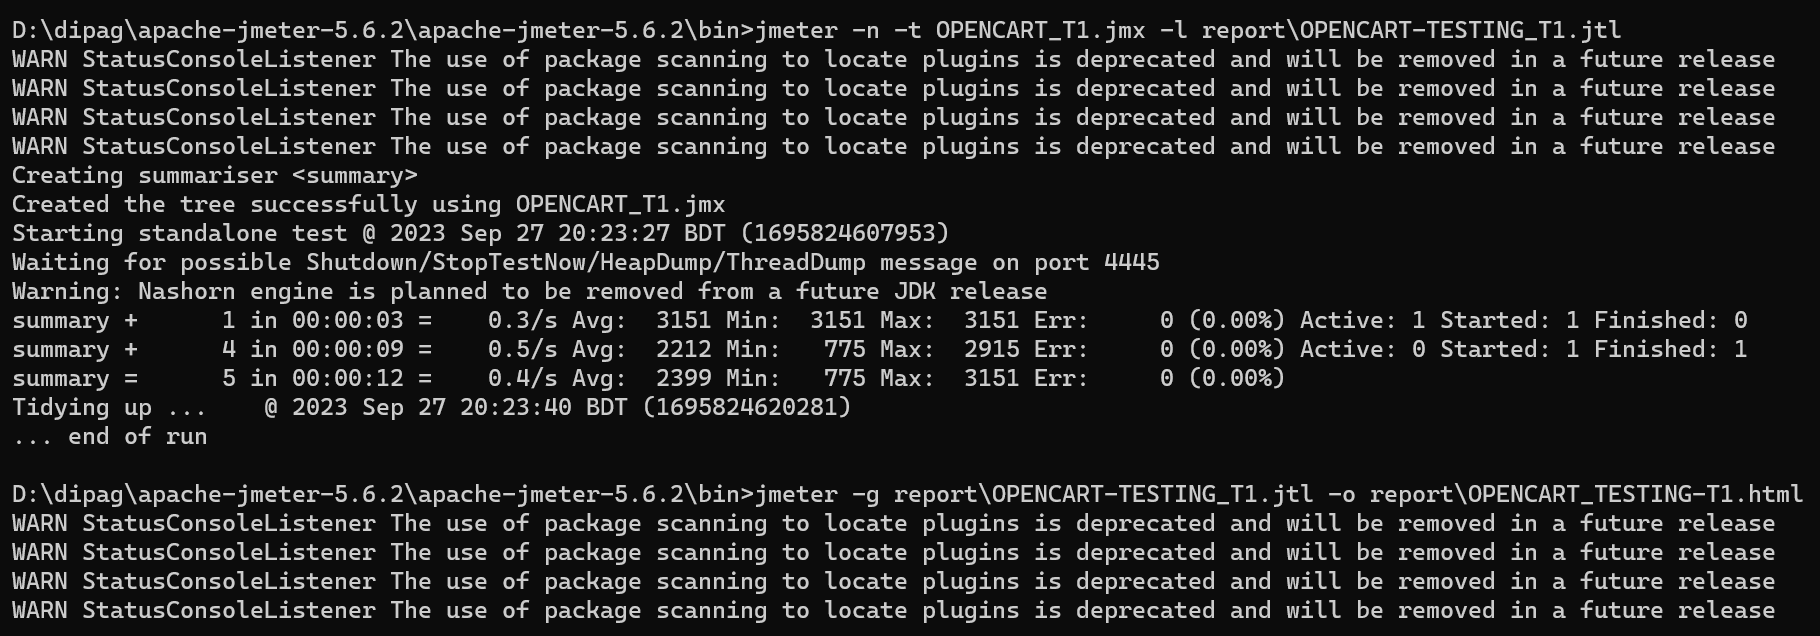 D:\dipag\apache-jmeter-5.6.2\apache-jmeter-5.6.2\bin>jmeter -n -t OPENCART_T1.jmx -l report\OPENCART-TESTING_T1.jtl
WARN StatusConsoleListener The use of package scanning to locate plugins is deprecated and will be removed in a future release
WARN StatusConsoleListener The use of package scanning to locate plugins is deprecated and will be removed in a future release
WARN StatusConsoleListener The use of package scanning to locate plugins is deprecated and will be removed in a future release
WARN StatusConsoleListener The use of package scanning to locate plugins is deprecated and will be removed in a future release
Creating summariser <summary>
Created the tree successfully using OPENCART_T1.jmx
Starting standalone test @ 2023 Sep 27 20:23:27 BDT (1695824607953)
Waiting for possible Shutdown/StopTestNow/HeapDump/ThreadDump message on port 4445
Warning: Nashorn engine is planned to be removed from a future JDK release
summary +      1 in 00:00:03 =    0.3/s Avg:  3151 Min:  3151 Max:  3151 Err:     0 (0.00%) Active: 1 Started: 1 Finished: 0
summary +      4 in 00:00:09 =    0.5/s Avg:  2212 Min:   775 Max:  2915 Err:     0 (0.00%) Active: 0 Started: 1 Finished: 1
summary =      5 in 00:00:12 =    0.4/s Avg:  2399 Min:   775 Max:  3151 Err:     0 (0.00%)
Tidying up ...    @ 2023 Sep 27 20:23:40 BDT (1695824620281)
... end of run
D:\dipag\apache-jmeter-5.6.2\apache-jmeter-5.6.2\bin>jmeter -g report\OPENCART-TESTING_T1.jtl -o report\OPENCART_TESTING-T1.html
WARN StatusConsoleListener The use of package scanning to locate plugins is deprecated and will be removed in a future release
WARN StatusConsoleListener The use of package scanning to locate plugins is deprecated and will be removed in a future release
WARN StatusConsoleListener The use of package scanning to locate plugins is deprecated and will be removed in a future release
WARN StatusConsoleListener The use of package scanning to locate plugins is deprecated and will be removed in a future release